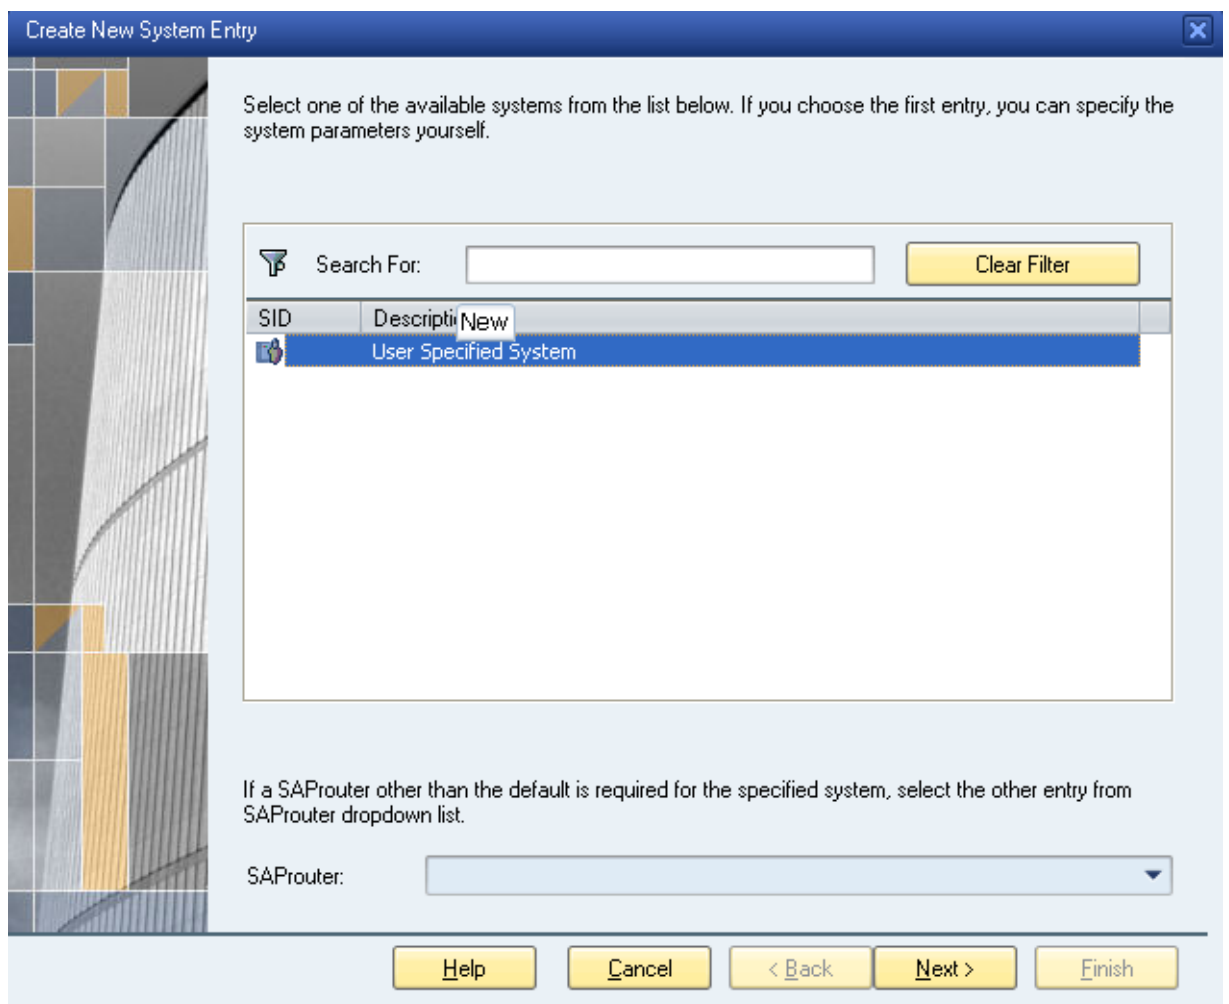 Create New System Entry
Select one of the available systems from the list below. If you choose the first entry, you can specify the
system parameters yourself.
Search For:
Clear Filter
SID Descripti New
User Specified System
If a SAProuter other than the default is required for the specified system, select the other entry from
SAProuter dropdown list.
SAProuter:
Help Cancel < Back Next > Finish